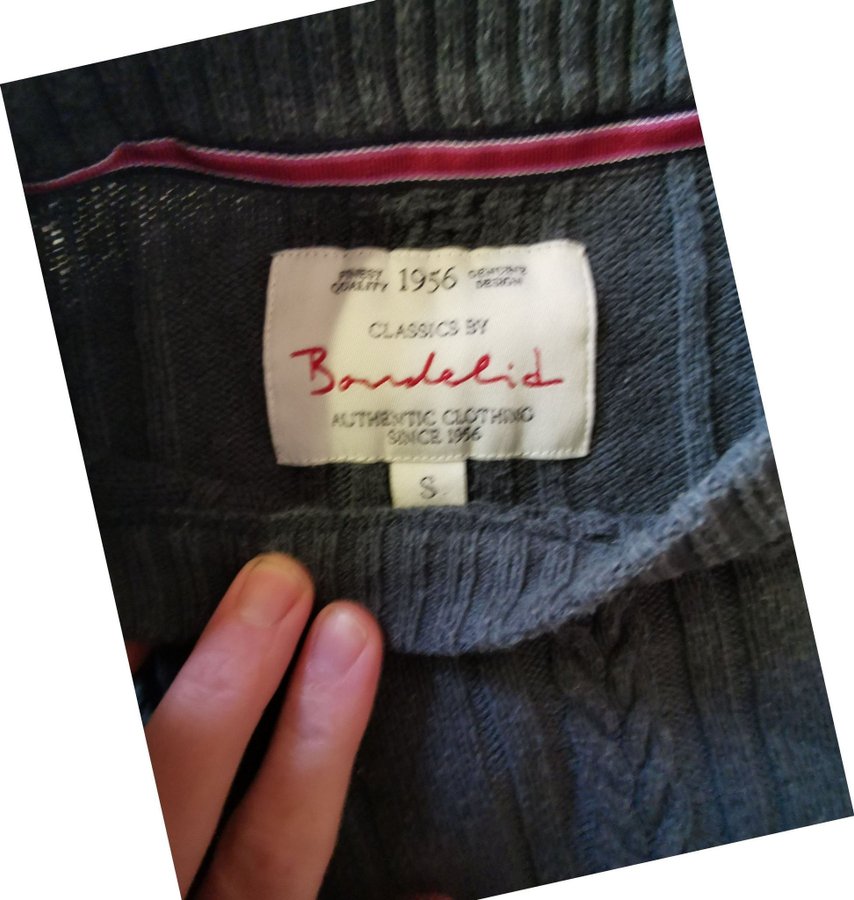 FINEST QUALITY 1956 GENUINE DESIGN
CLASSICS BY
Bondelid
AUTHENTIC CLOTHING
SINCE 1956
S